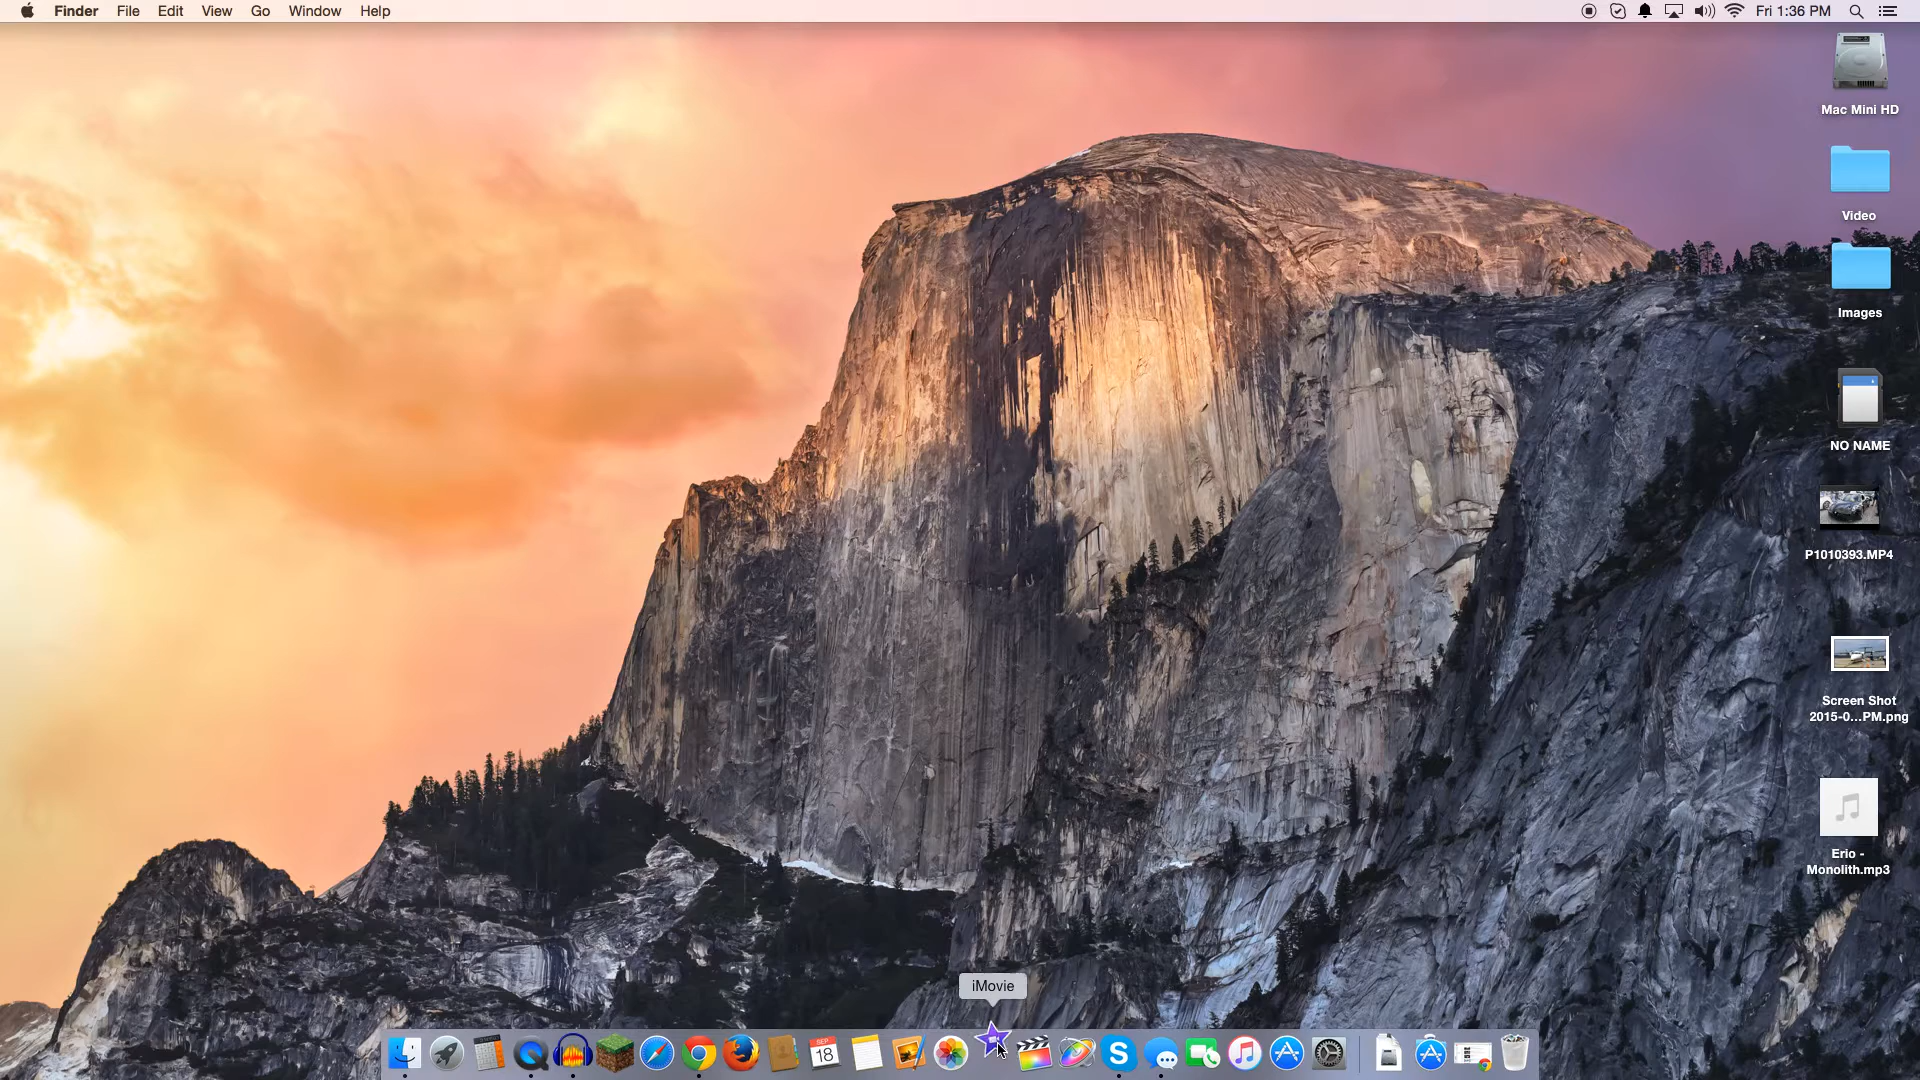 Finder File Edit View Go Window Help Fri 1:36 PM
Mac Mini HD
Video
Images
NO NAME
P1010393.MP4
Screen Shot
2015-0...PM.png
Erio -
Monolith.mp3
iMovie
SEP
18